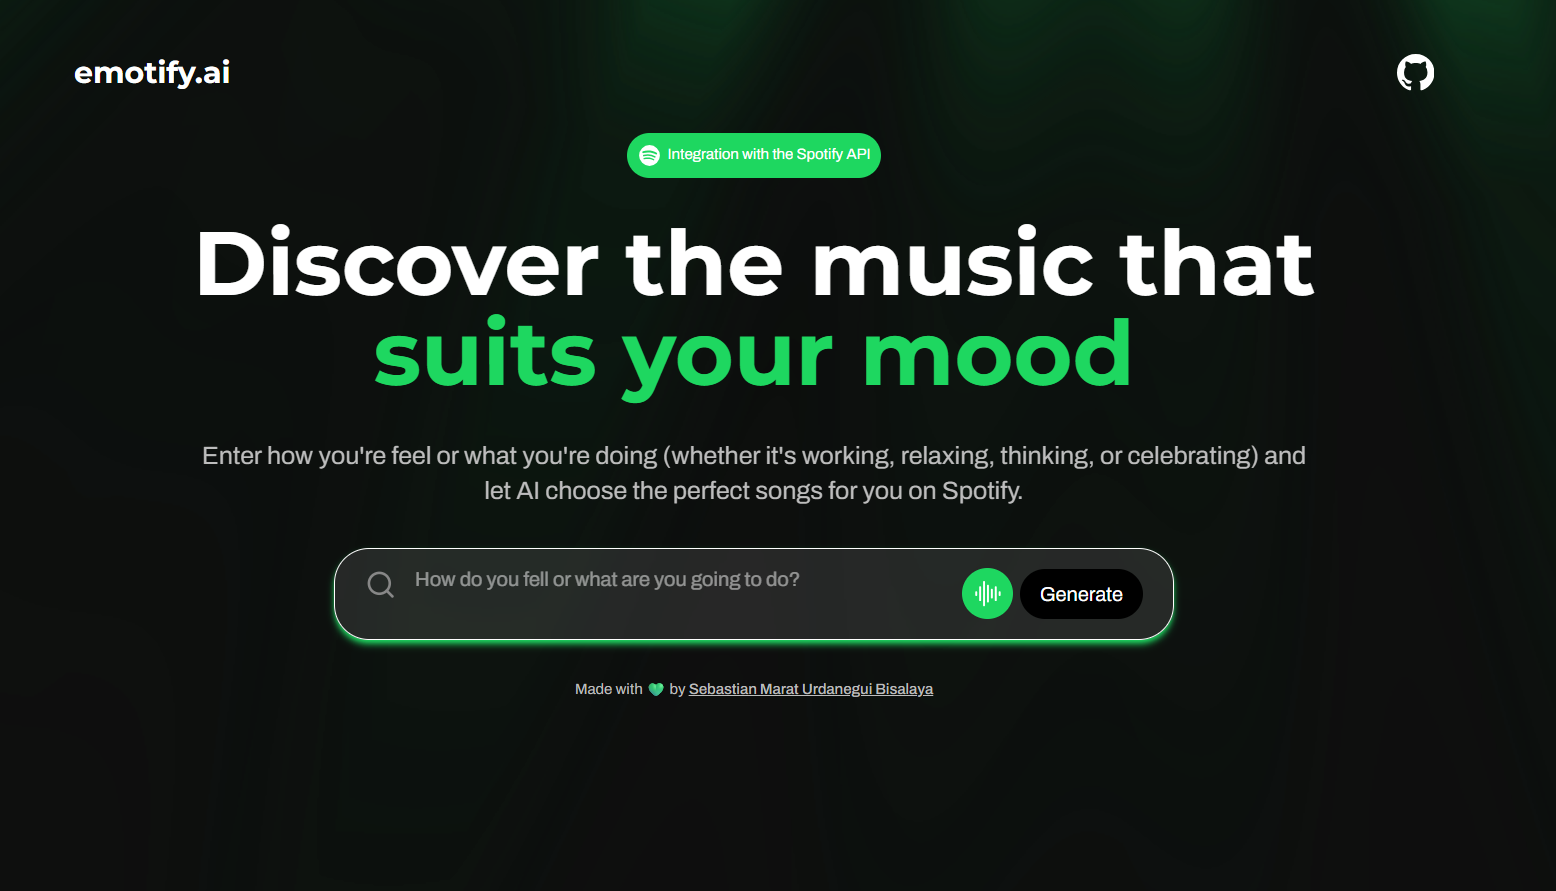 emotify.ai
Integration with the Spotify API
Discover the music that
suits your mood
Enter how you're feel or what you're doing (whether it's working, relaxing, thinking, or celebrating) and
let AI choose the perfect songs for you on Spotify.
How do you fell or what are you going to do?
Generate
Made with 💚 by Sebastian Marat Urdanegui Bisalaya